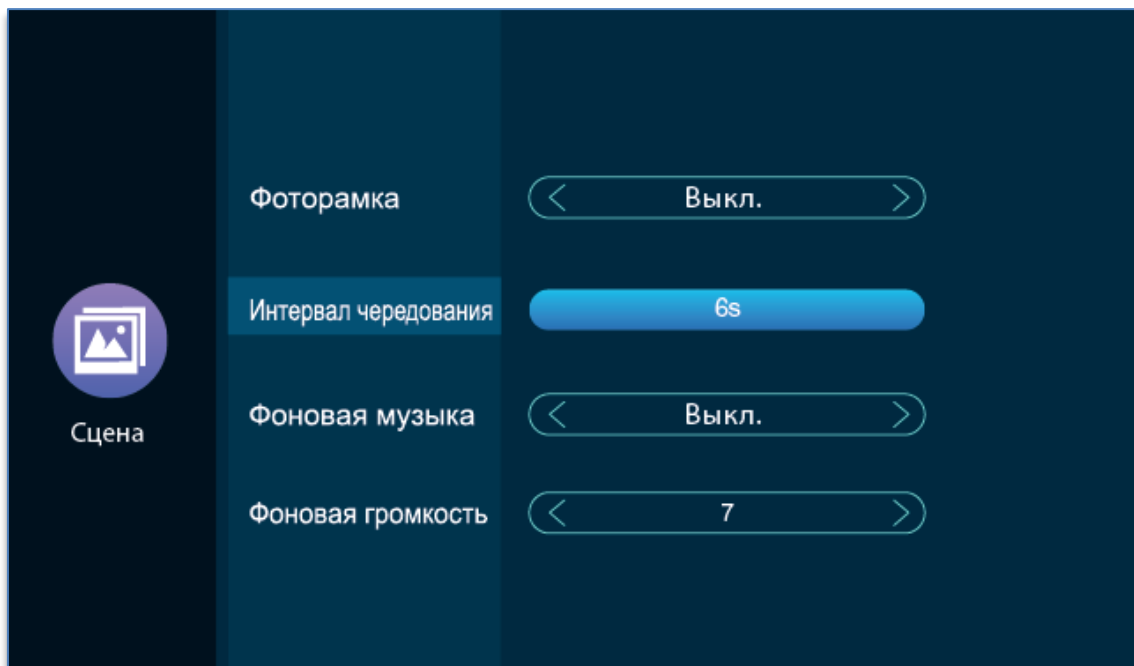 Фоторамка
Выкл.
Интервал чередования
6s
Сцена
Фоновая музыка
Выкл.
Фоновая громкость
7